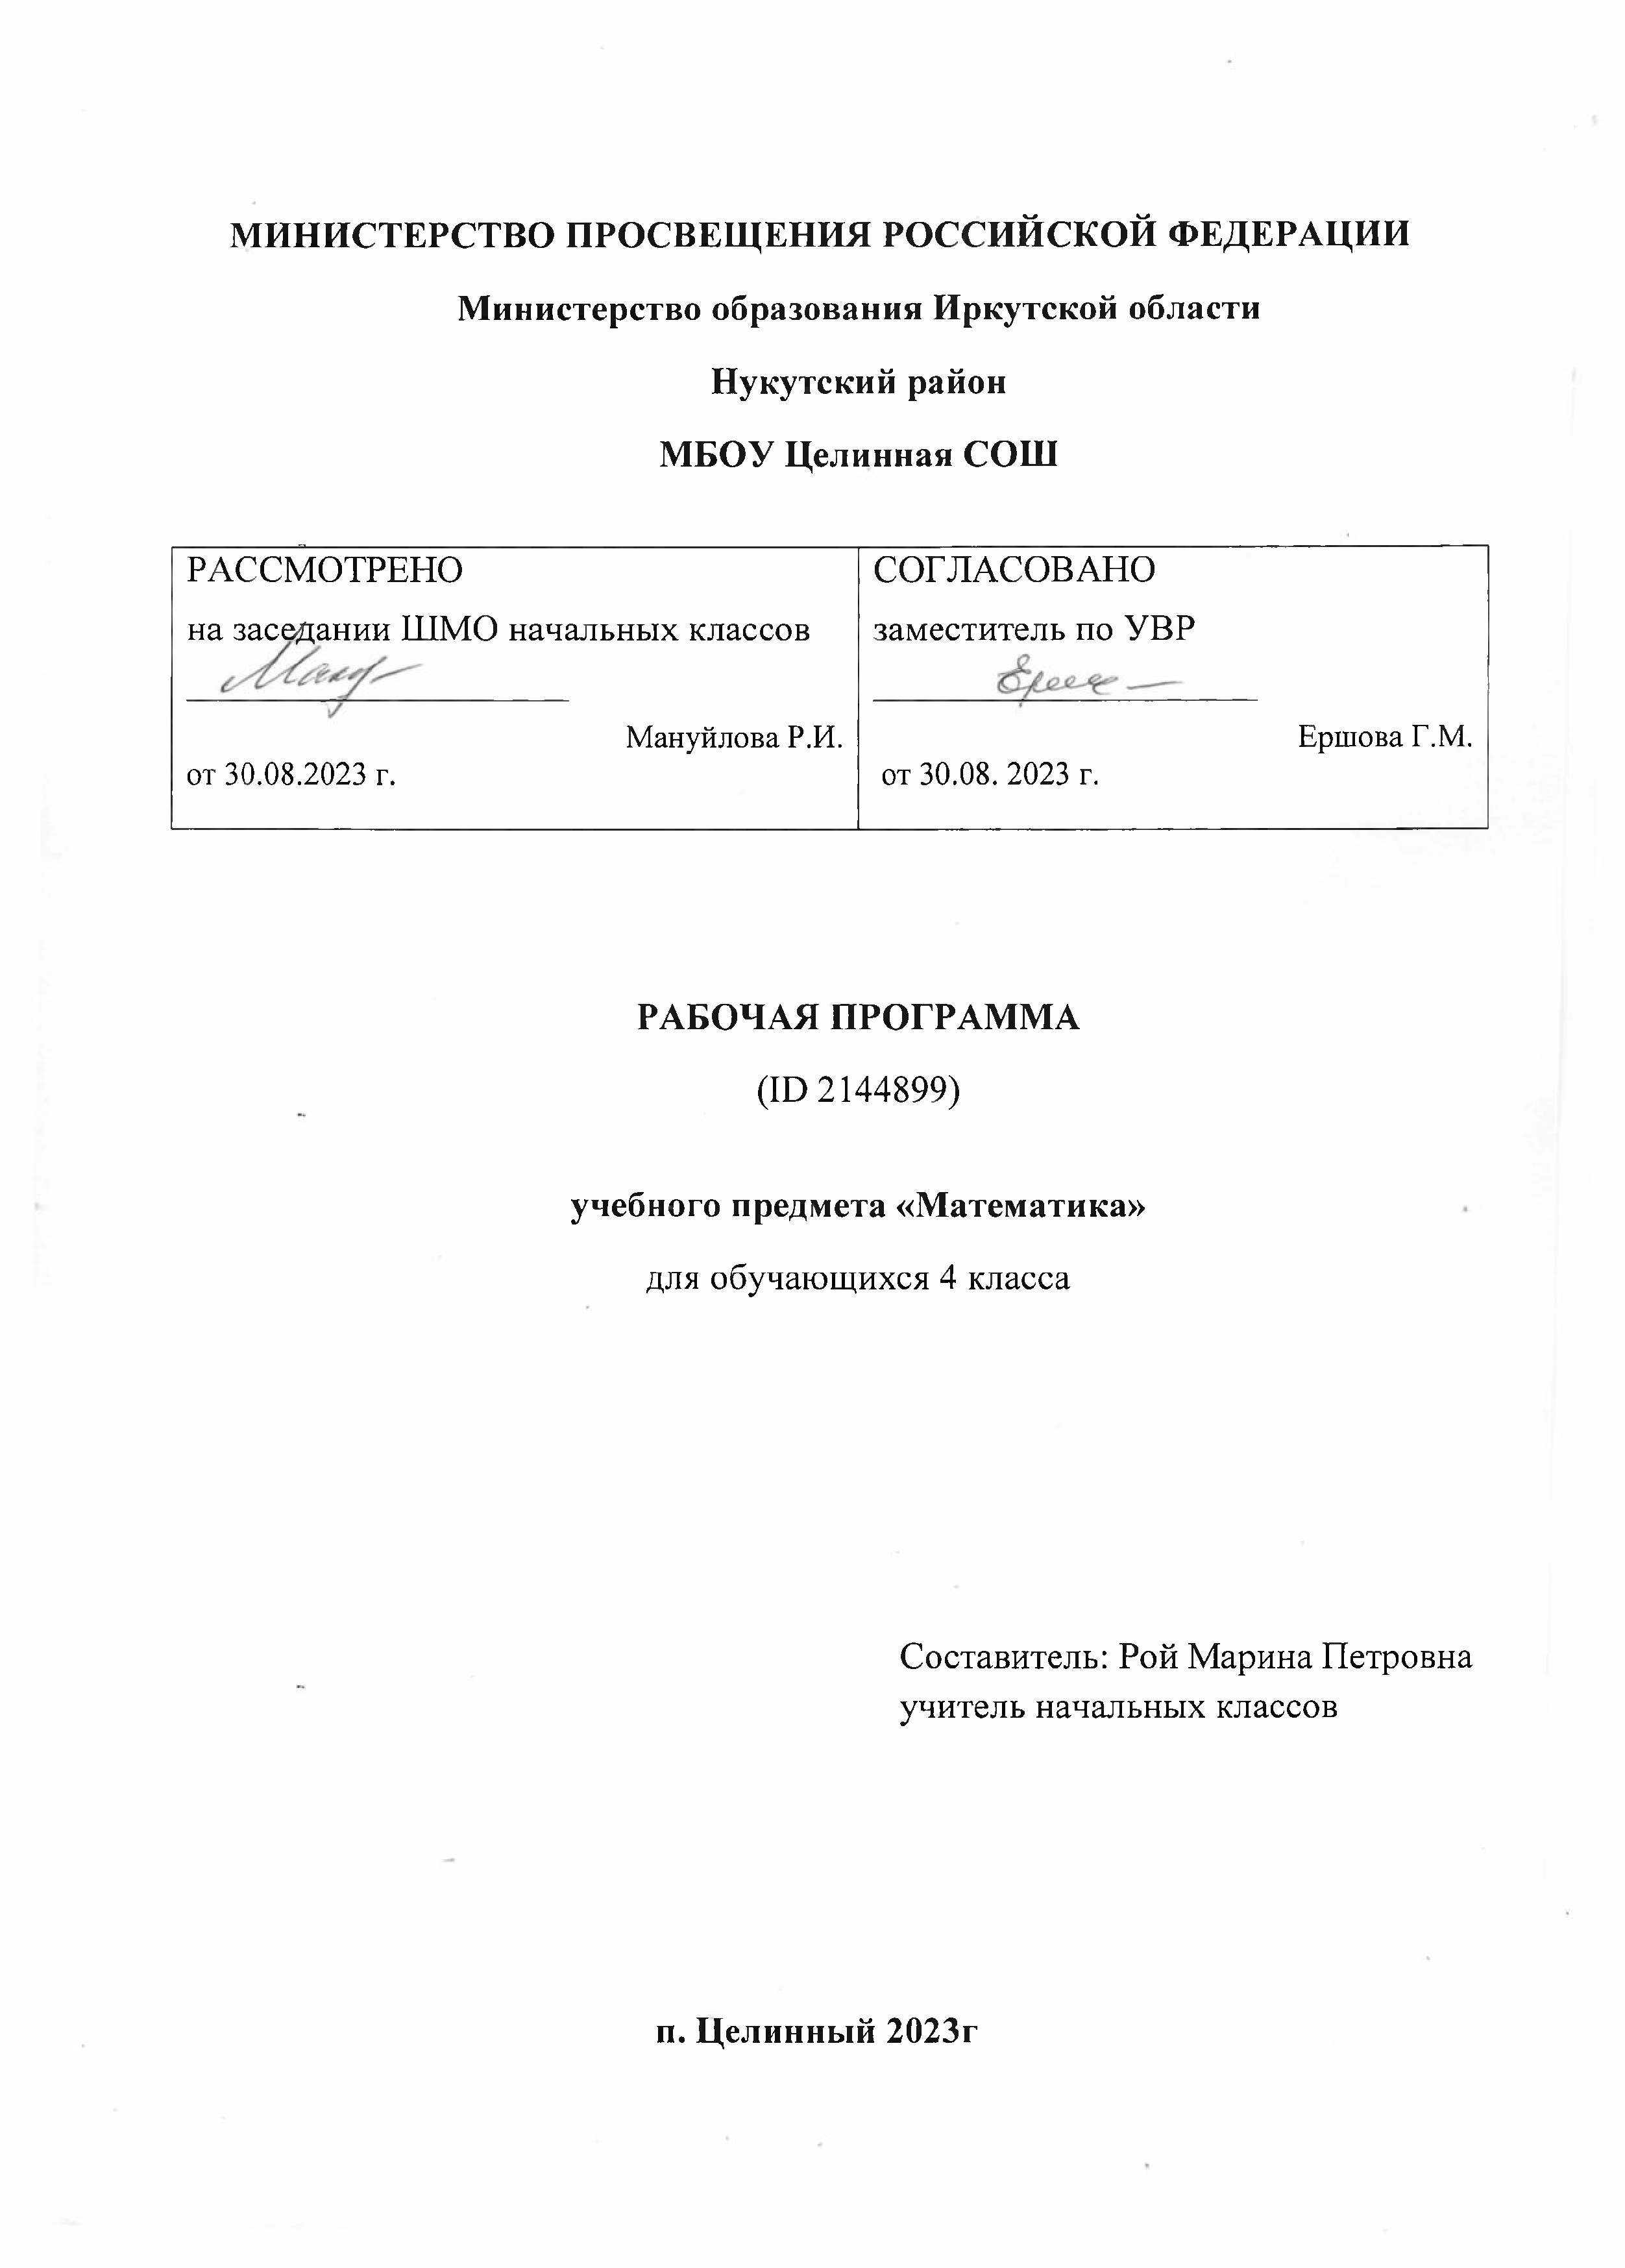 МИНИСТЕРСТВО ПРОСВЕЩЕНИЯ РОССИЙСКОЙ ФЕДЕРАЦИИ
Министерство образования Иркутской области
Нукутский район
МБОУ Целинная СОШ
РАССМОТРЕНО
на заседании ШМО начальных классов
Мануйлова Р.И.
от 30.08.2023 г.
СОГЛАСОВАНО
заместитель по УВР
Ершова Г.М.
от 30.08. 2023 г.
РАБОЧАЯ ПРОГРАММА
(ID 2144899)
учебного предмета «Математика»
для обучающихся 4 класса
Составитель: Рой Марина Петровна
учитель начальных классов
п. Целинный 2023г